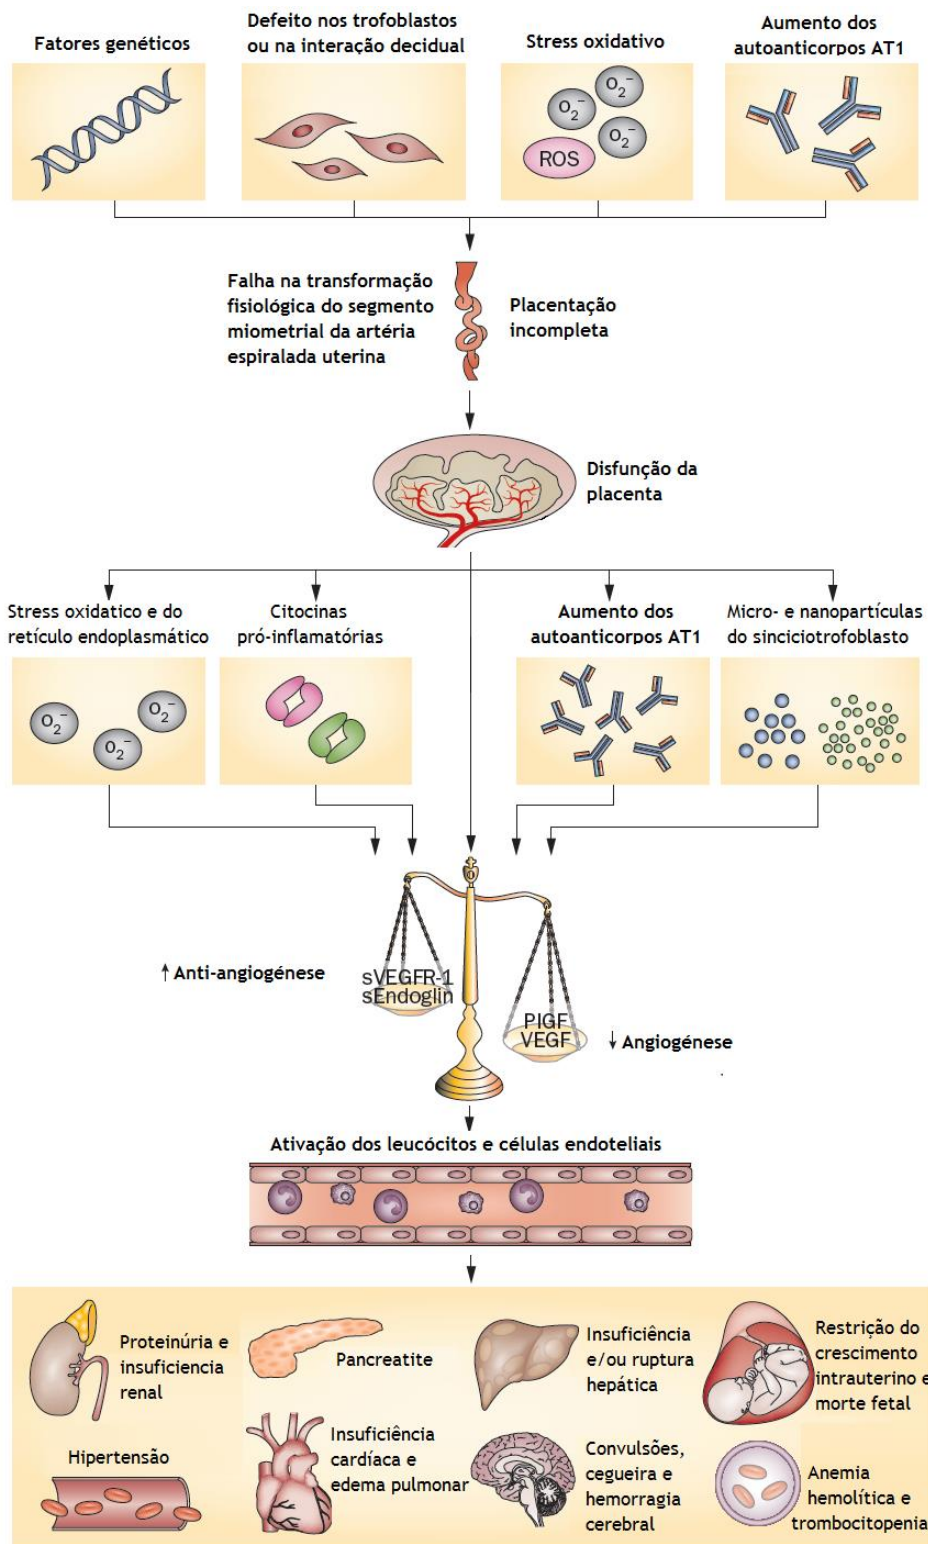 Fatores genéticos
Defeito nos trofoblastos
ou na interação decidual
Stress oxidativo
Aumento dos
autoanticorpos AT1
O2⁻
O2⁻
O2⁻
ROS
Falha na transformação
fisiológica do segmento
miometrial da artéria
espiralada uterina
Placentação
incompleta
Disfunção da
placenta
Stress oxidatico e do
retículo endoplasmático
Citocinas
pró-inflamatórias
Aumento dos
autoanticorpos AT1
Micro- e nanopartículas
do sinciciotrofoblasto
O2⁻
O2⁻
O2⁻
↑ Anti-angiogénese
sVEGFR-1
sEndoglin
PlGF
VEGF
↓ Angiogénese
Ativação dos leucócitos e células endoteliais
Proteinúria e
insuficiencia
renal
Pancreatite
Insuficiência
e/ou ruptura
hepática
Restrição do
crescimento
intrauterino e
morte fetal
Hipertensão
Insuficiência
cardíaca e
edema pulmonar
Convulsões,
cegueira e
hemorragia
cerebral
Anemia
hemolítica e
trombocitopenia